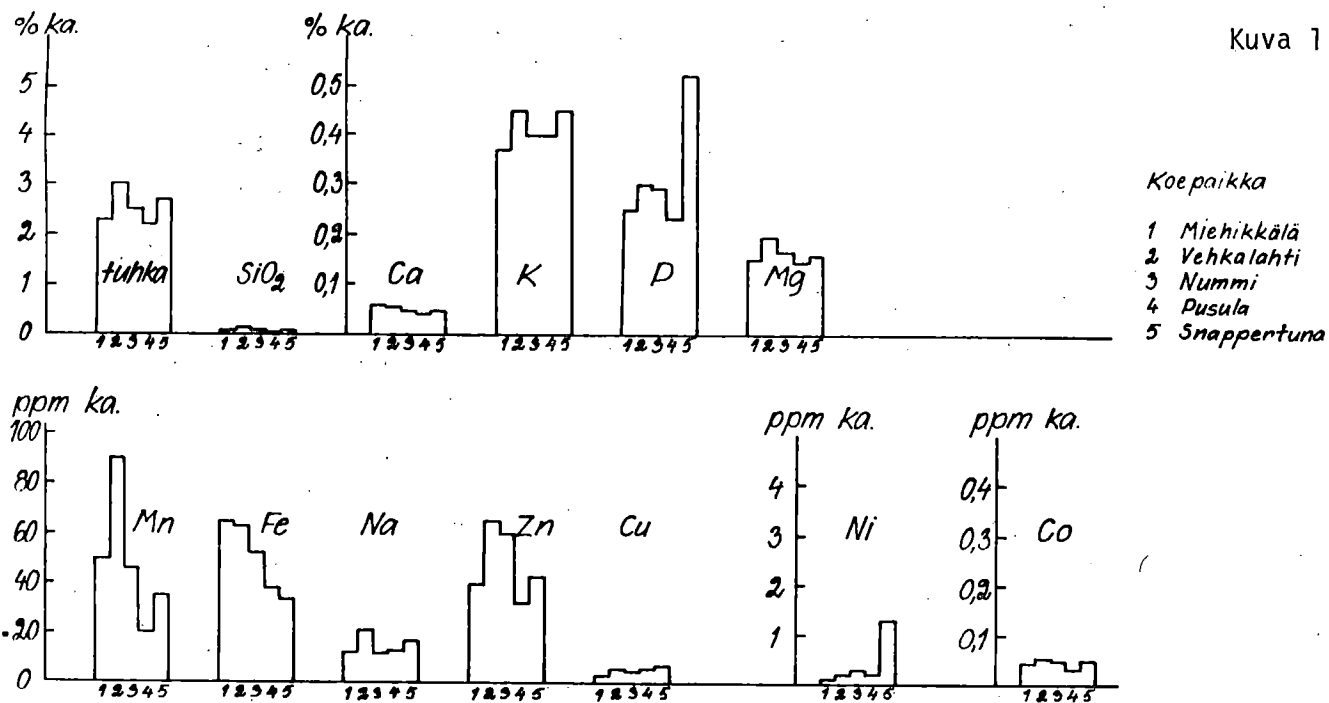 Kuva 1
% ka.
5
4
3
2
1
0
tuhka
SiO2
12345
12345
% ka.
0,5
0,4
0,3
0,2
0,1
Ca
K
P
Mg
12345
12345
12345
12345
Koepaikka
1 Miehikkälä
2 Vehkalahti
3 Nummi
4 Pusula
5 Snappertuna
ppm ka.
100
80
60
40
20
0
Mn
Fe
Na
Zn
Cu
12345
12345
12345
12345
12345
ppm ka.
4
3
2
1
Ni
12345
ppm ka.
0,4
0,3
0,2
0,1
Co
12345